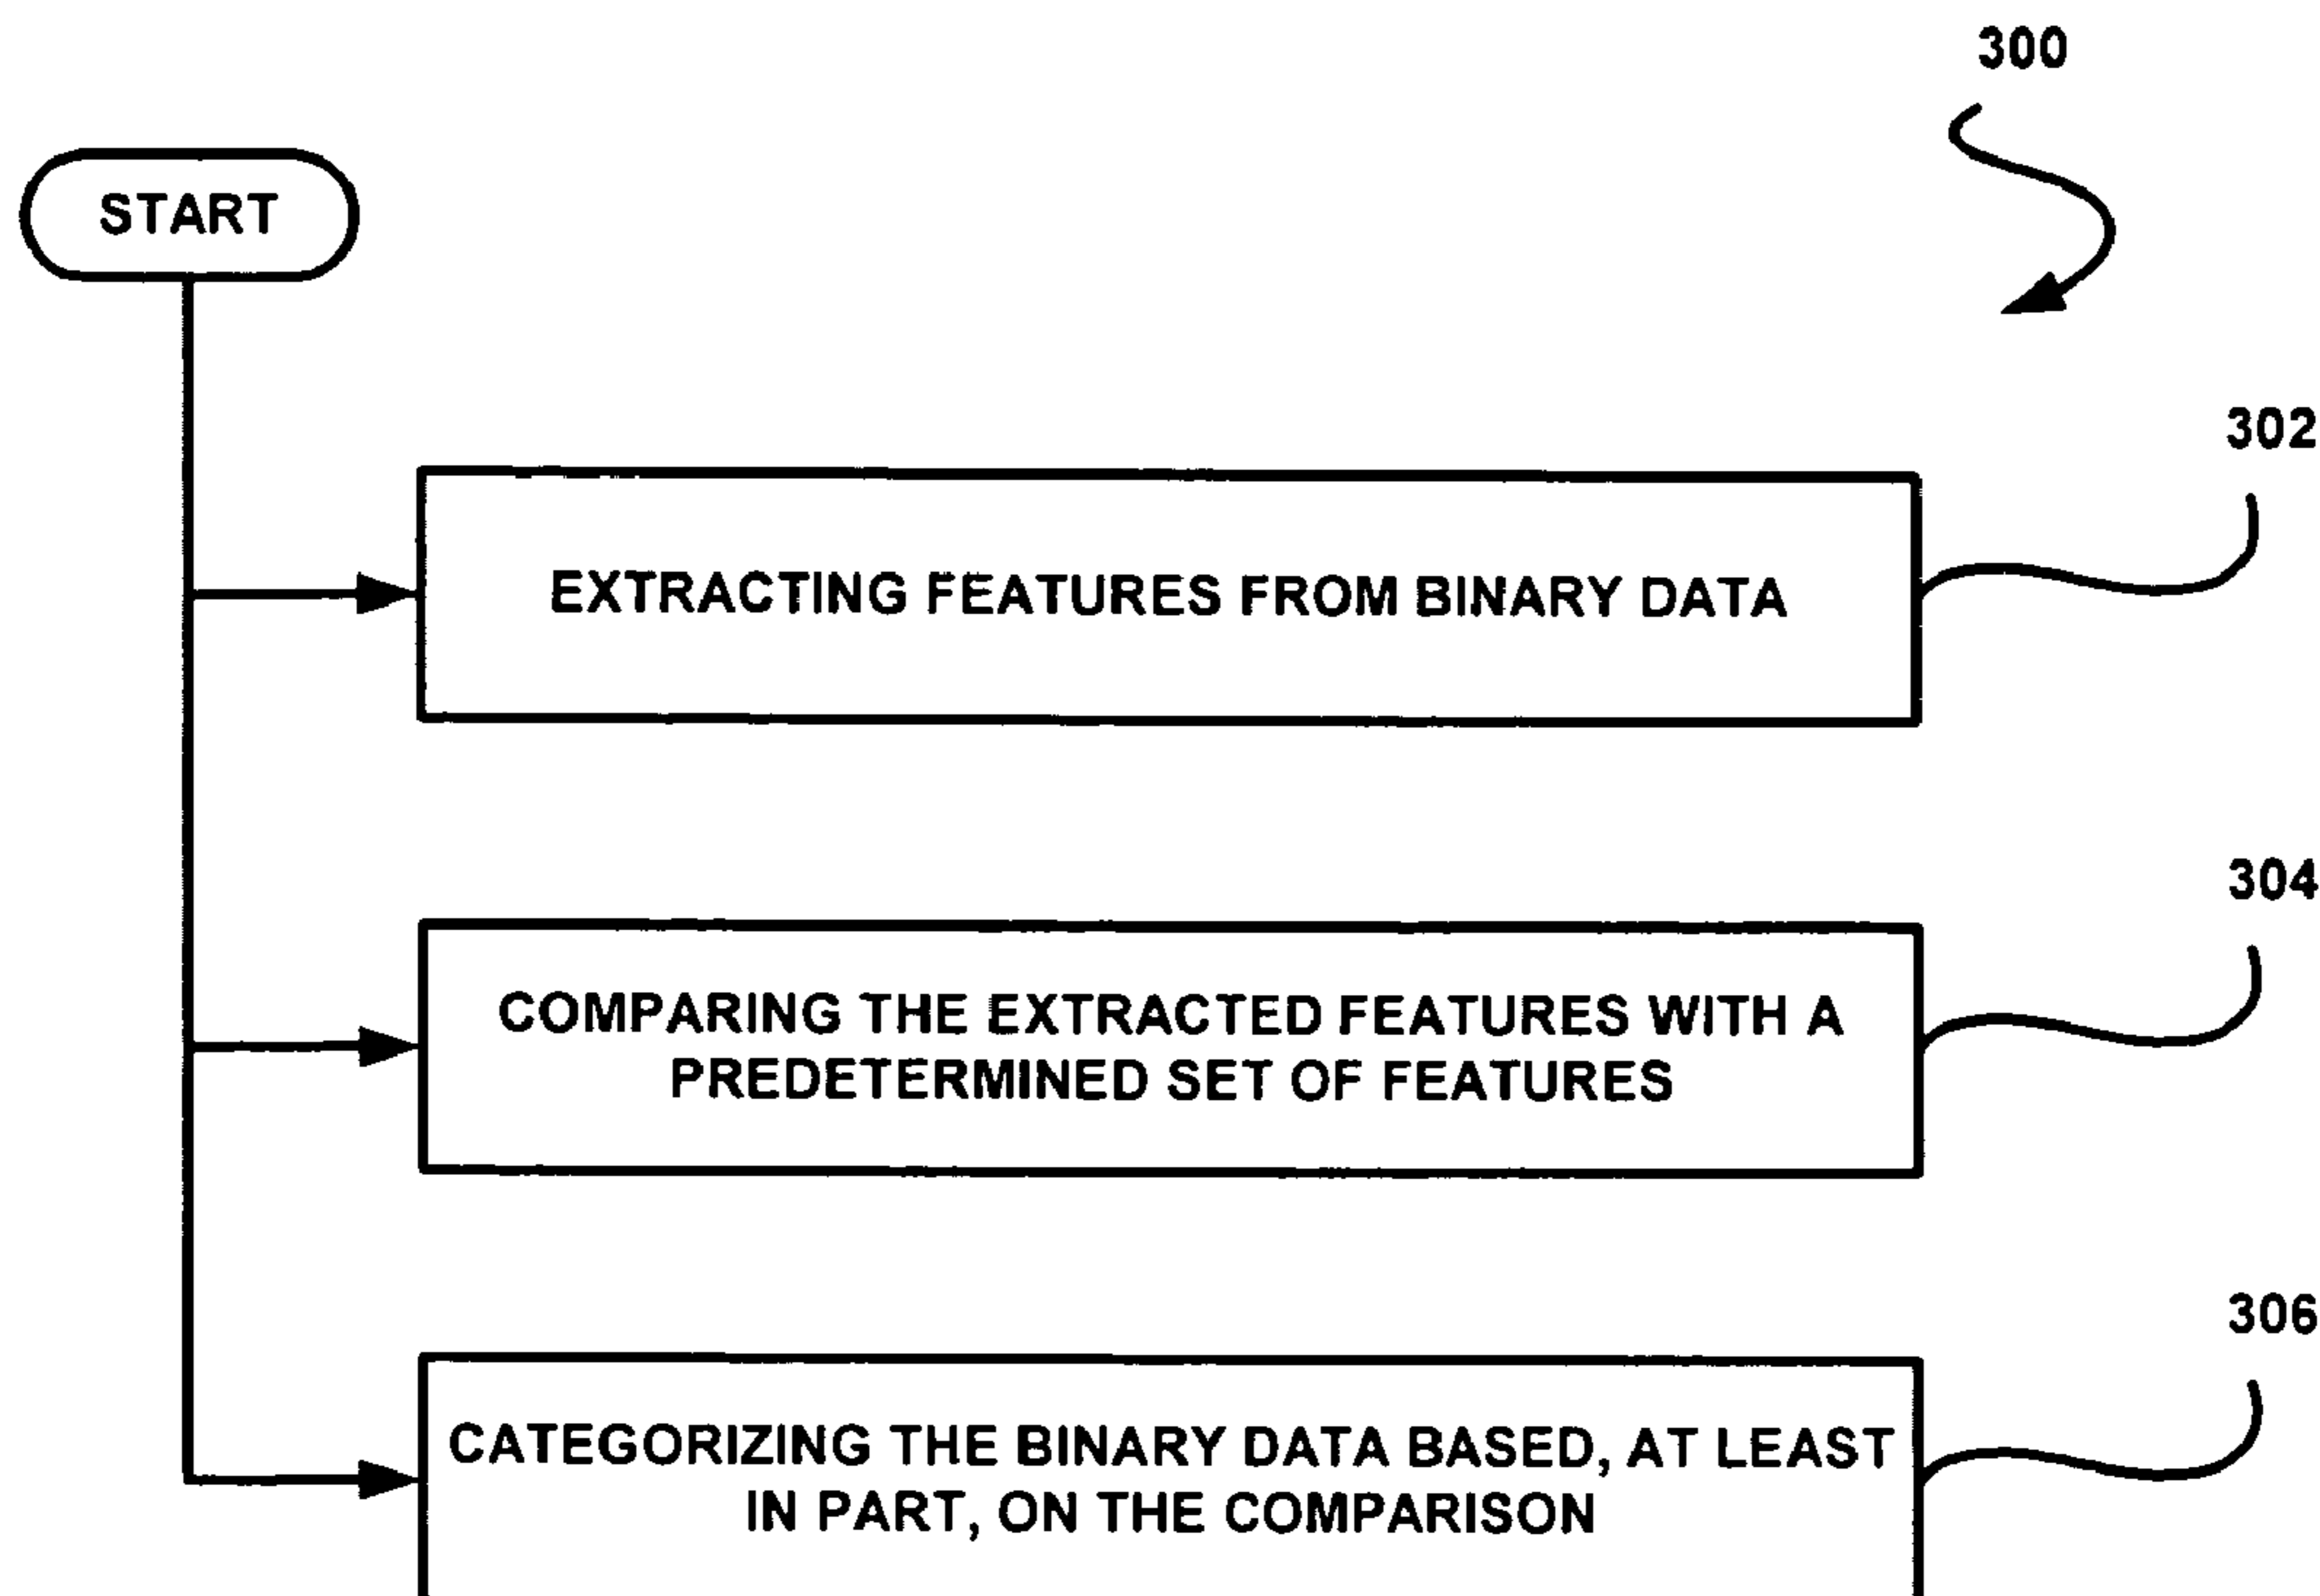 300
START
302
EXTRACTING FEATURES FROM BINARY DATA
304
COMPARING THE EXTRACTED FEATURES WITH A
PREDETERMINED SET OF FEATURES
306
CATEGORIZING THE BINARY DATA BASED, AT LEAST
IN PART, ON THE COMPARISON